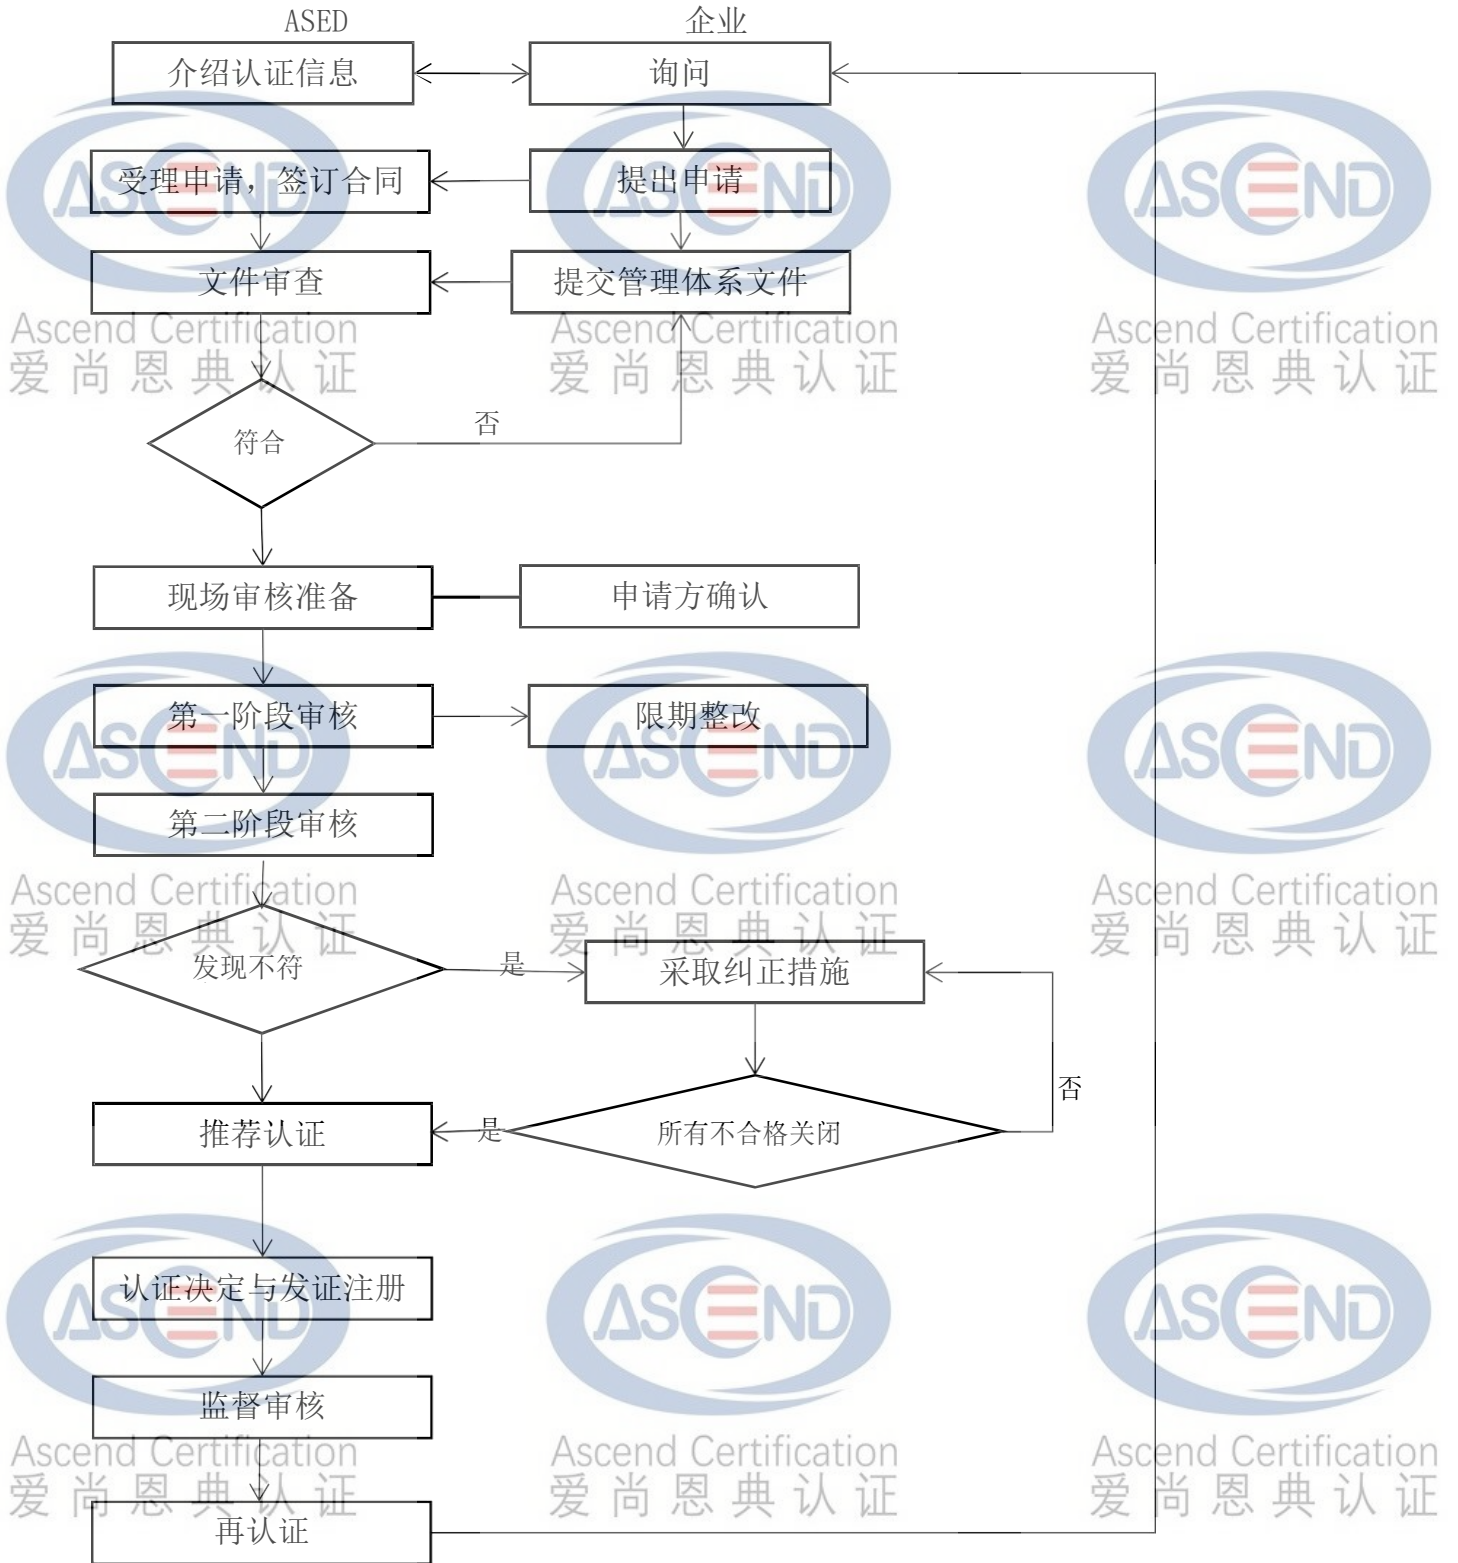 ASED
企业
介绍认证信息
询问
受理申请，签订合同
提出申请
文件审查
提交管理体系文件
符合
否
现场审核准备
申请方确认
第一阶段审核
限期整改
第二阶段审核
发现不符
是
采取纠正措施
否
推荐认证
是
所有不合格关闭
认证决定与发证注册
监督审核
再认证
ASCEND
Ascend Certification
爱尚恩典认证
ASCEND
Ascend Certification
爱尚恩典认证
ASCEND
Ascend Certification
爱尚恩典认证
ASCEND
Ascend Certification
爱尚恩典认证
ASCEND
Ascend Certification
爱尚恩典认证
ASCEND
Ascend Certification
爱尚恩典认证
ASCEND
Ascend Certification
爱尚恩典认证
ASCEND
Ascend Certification
爱尚恩典认证
ASCEND
Ascend Certification
爱尚恩典认证